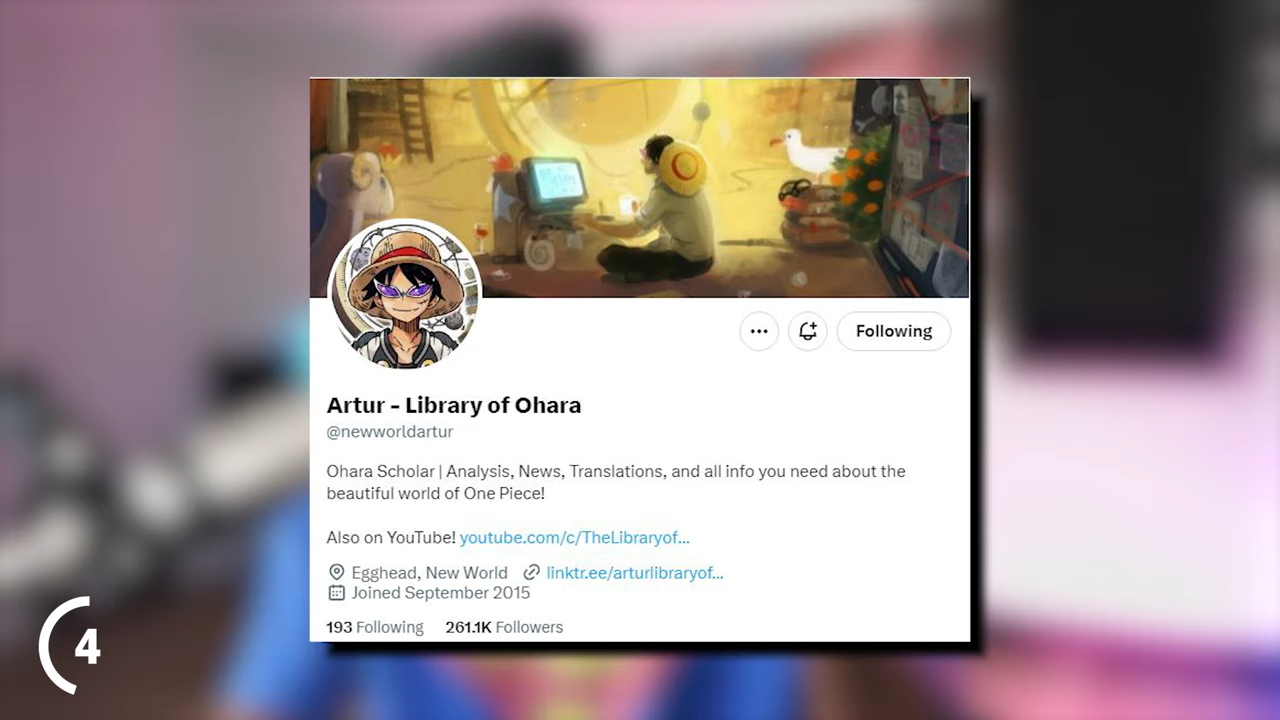 Following
Artur - Library of Ohara
@newworldartur
Ohara Scholar | Analysis, News, Translations, and all info you need about the
beautiful world of One Piece!
Also on YouTube! youtube.com/c/TheLibraryof...
Egghead, New World linktr.ee/arturlibraryof...
Joined September 2015
193 Following 261.1K Followers
4